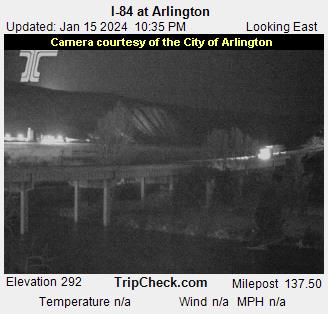 I-84 at Arlington
Updated: Jan 15 2024 10:35 PM Looking East
Camera courtesy of the City of Arlington
Elevation 292 TripCheck.com Milepost 137.50
Temperature n/a Wind n/a MPH n/a